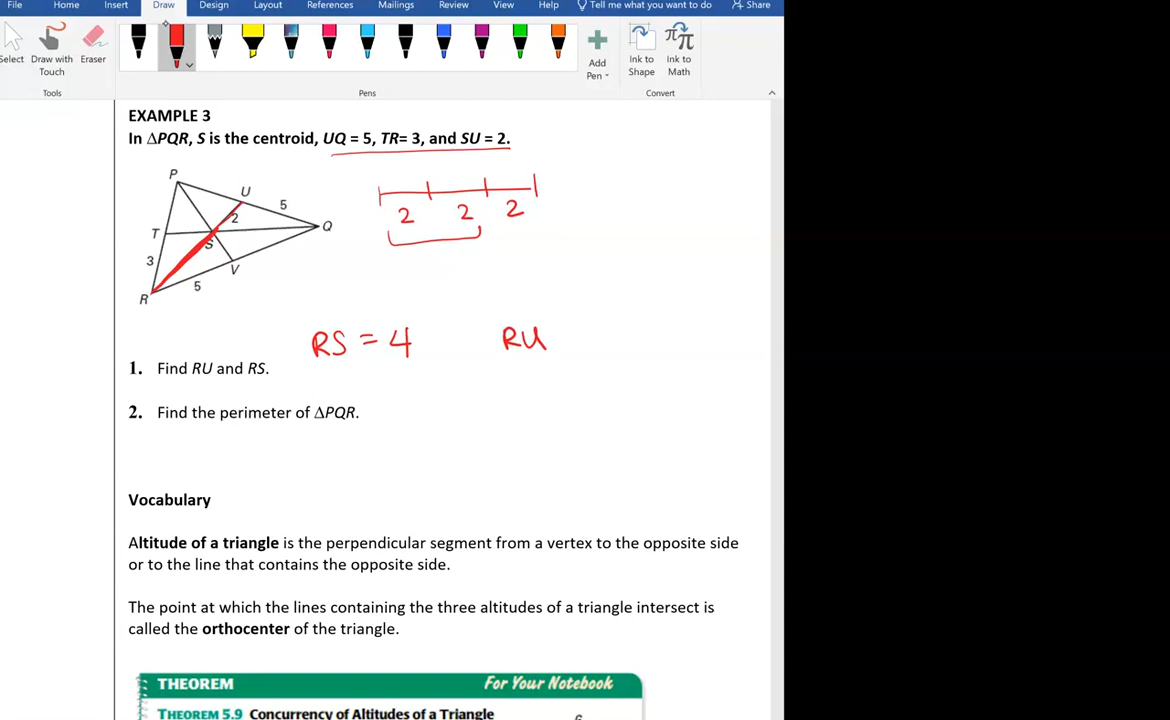 File Home Insert Draw Design Layout References Mailings Review View Help Tell me what you want to do Share
Select Draw with Touch Eraser Add Pen Ink to Shape Ink to Math
Tools Pens Convert
EXAMPLE 3
In ΔPQR, S is the centroid, UQ = 5, TR= 3, and SU = 2.
P
U
5
2
Q
T
S
3
V
5
R
2 2 2
RS = 4 RU
1. Find RU and RS.
2. Find the perimeter of ΔPQR.
Vocabulary
Altitude of a triangle is the perpendicular segment from a vertex to the opposite side
or to the line that contains the opposite side.
The point at which the lines containing the three altitudes of a triangle intersect is
called the orthocenter of the triangle.
THEOREM For Your Notebook
THEOREM 5.9 Concurrency of Altitudes of a Triangle